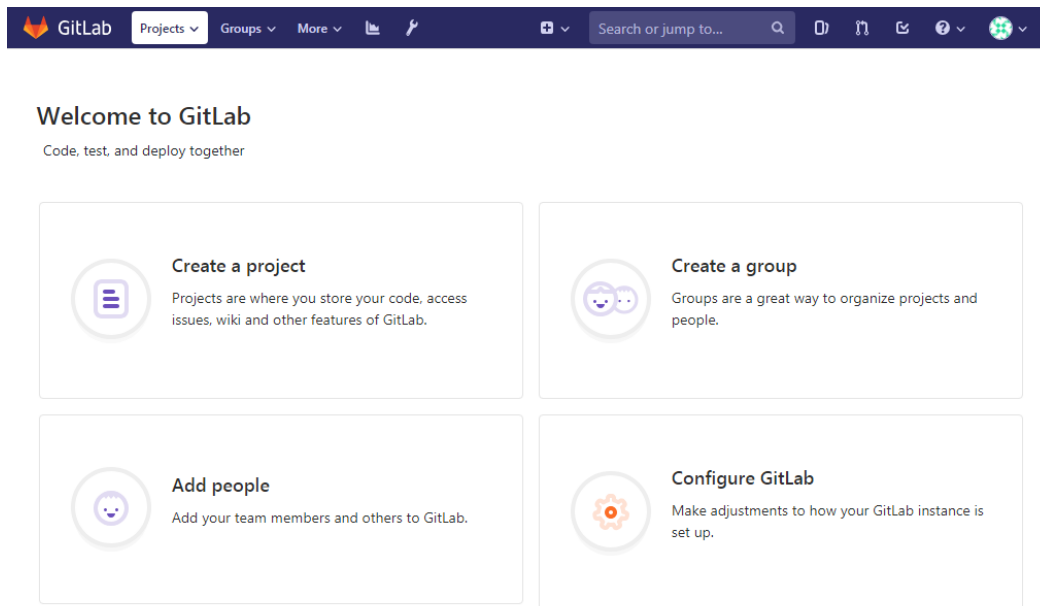 GitLab Projects Groups More Search or jump to...
Welcome to GitLab
Code, test, and deploy together
Create a project
Projects are where you store your code, access
issues, wiki and other features of GitLab.
Create a group
Groups are a great way to organize projects and
people.
Add people
Add your team members and others to GitLab.
Configure GitLab
Make adjustments to how your GitLab instance is
set up.